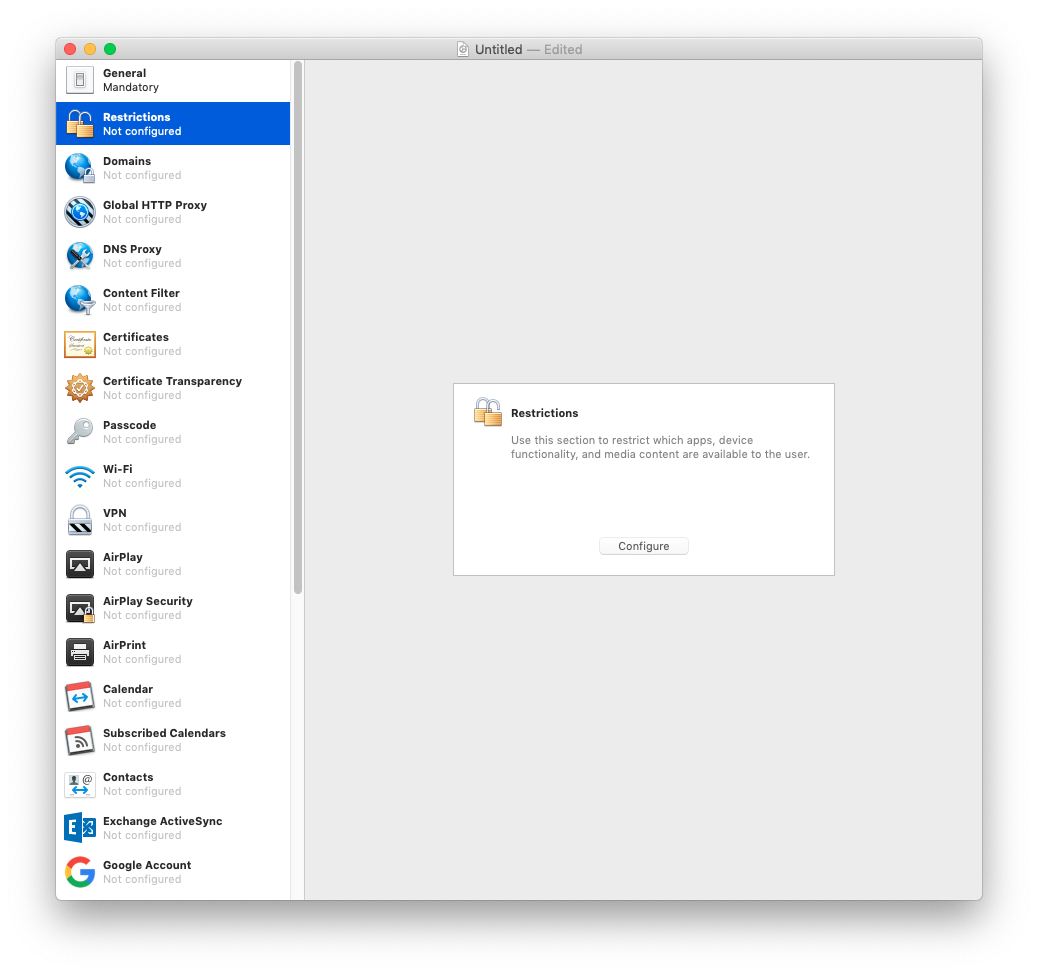 Untitled — Edited
General
Mandatory
Restrictions
Not configured
Domains
Not configured
Global HTTP Proxy
Not configured
DNS Proxy
Not configured
Content Filter
Not configured
Certificates
Not configured
Certificate Transparency
Not configured
Passcode
Not configured
Wi-Fi
Not configured
VPN
Not configured
AirPlay
Not configured
AirPlay Security
Not configured
AirPrint
Not configured
Calendar
Not configured
Subscribed Calendars
Not configured
Contacts
Not configured
Exchange ActiveSync
Not configured
Google Account
Not configured
Restrictions
Use this section to restrict which apps, device
functionality, and media content are available to the user.
Configure